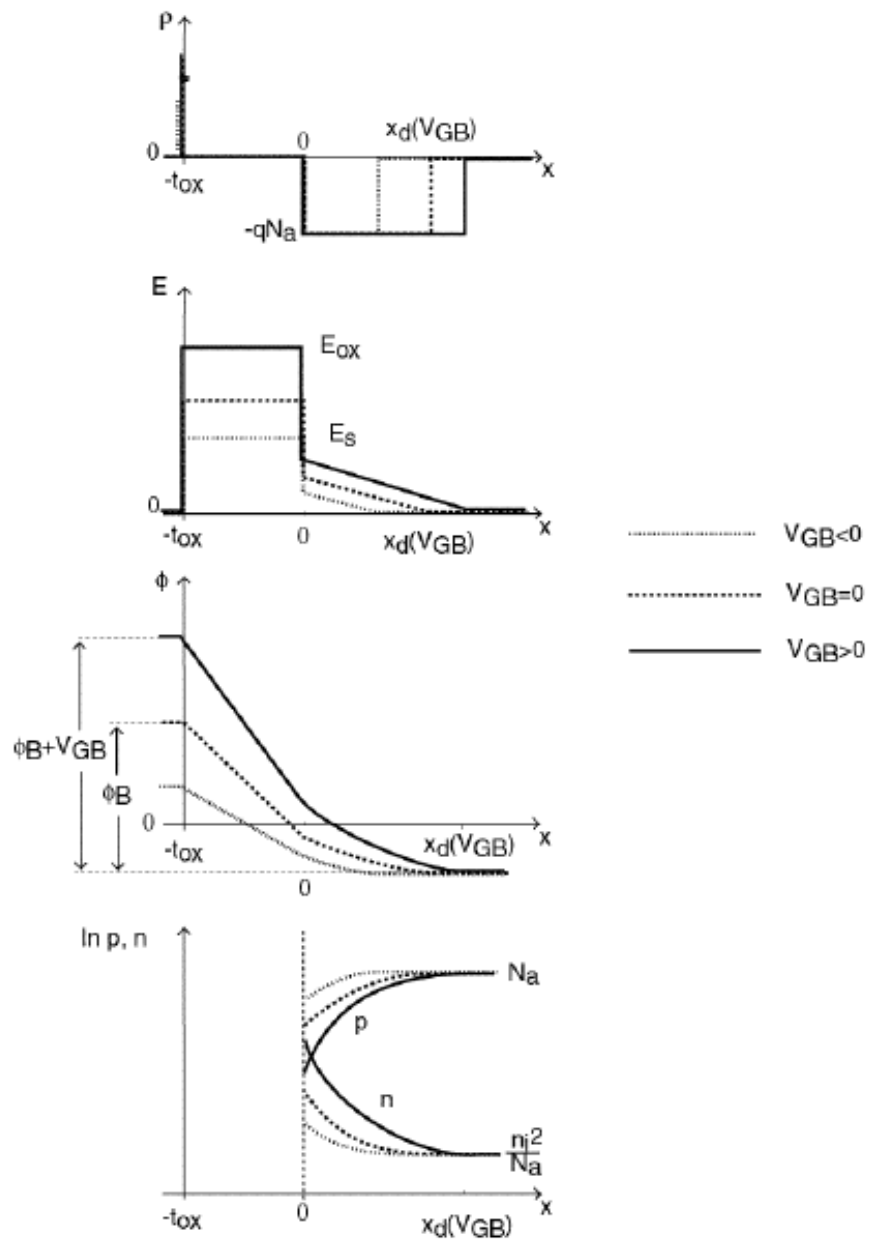 ρ
0
x_d(V_GB)
0
x
-t_ox
-qN_a
E
E_ox
E_s
0
x
-t_ox
0
x_d(V_GB)
V_GB<0
V_GB=0
V_GB>0
ϕ
ϕ_B+V_GB
ϕ_B
0
x_d(V_GB)
x
-t_ox
0
ln p, n
N_a
p
n
n_i^2
N_a
x
-t_ox
0
x_d(V_GB)